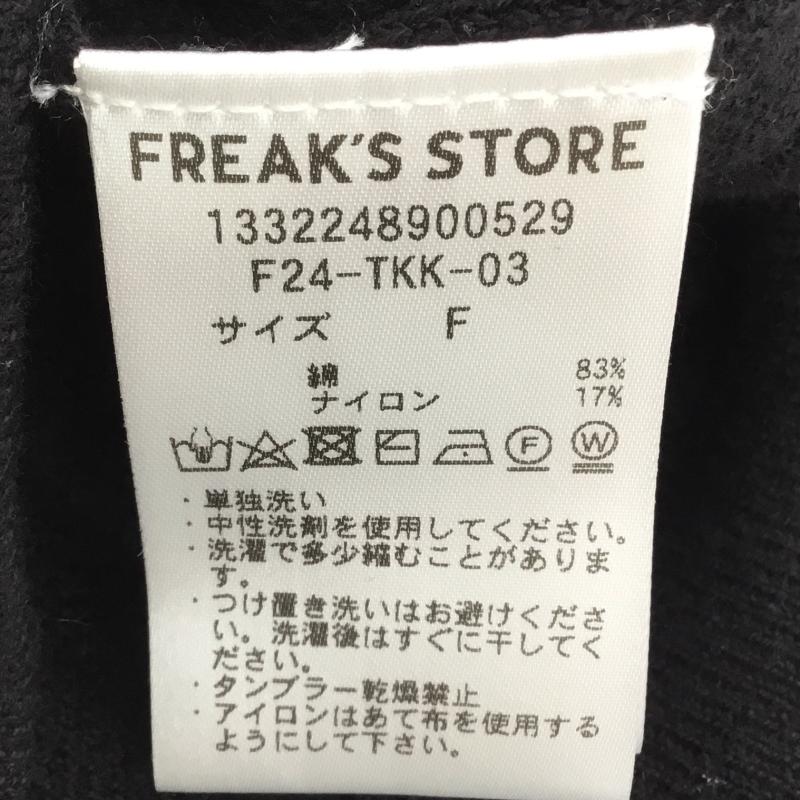 FREAK'S STORE
1332248900529
F24-TKK-03
サイズ F
綿 83%
ナイロン 17%
F W
・単独洗い
・中性洗剤を使用してください。
・洗濯で多少縮むことがありま
す。
・つけ置き洗いはお避けくださ
い。洗濯後はすぐに干してく
ださい。
・タンブラー乾燥禁止
・アイロンはあて布を使用する
ようにして下さい。